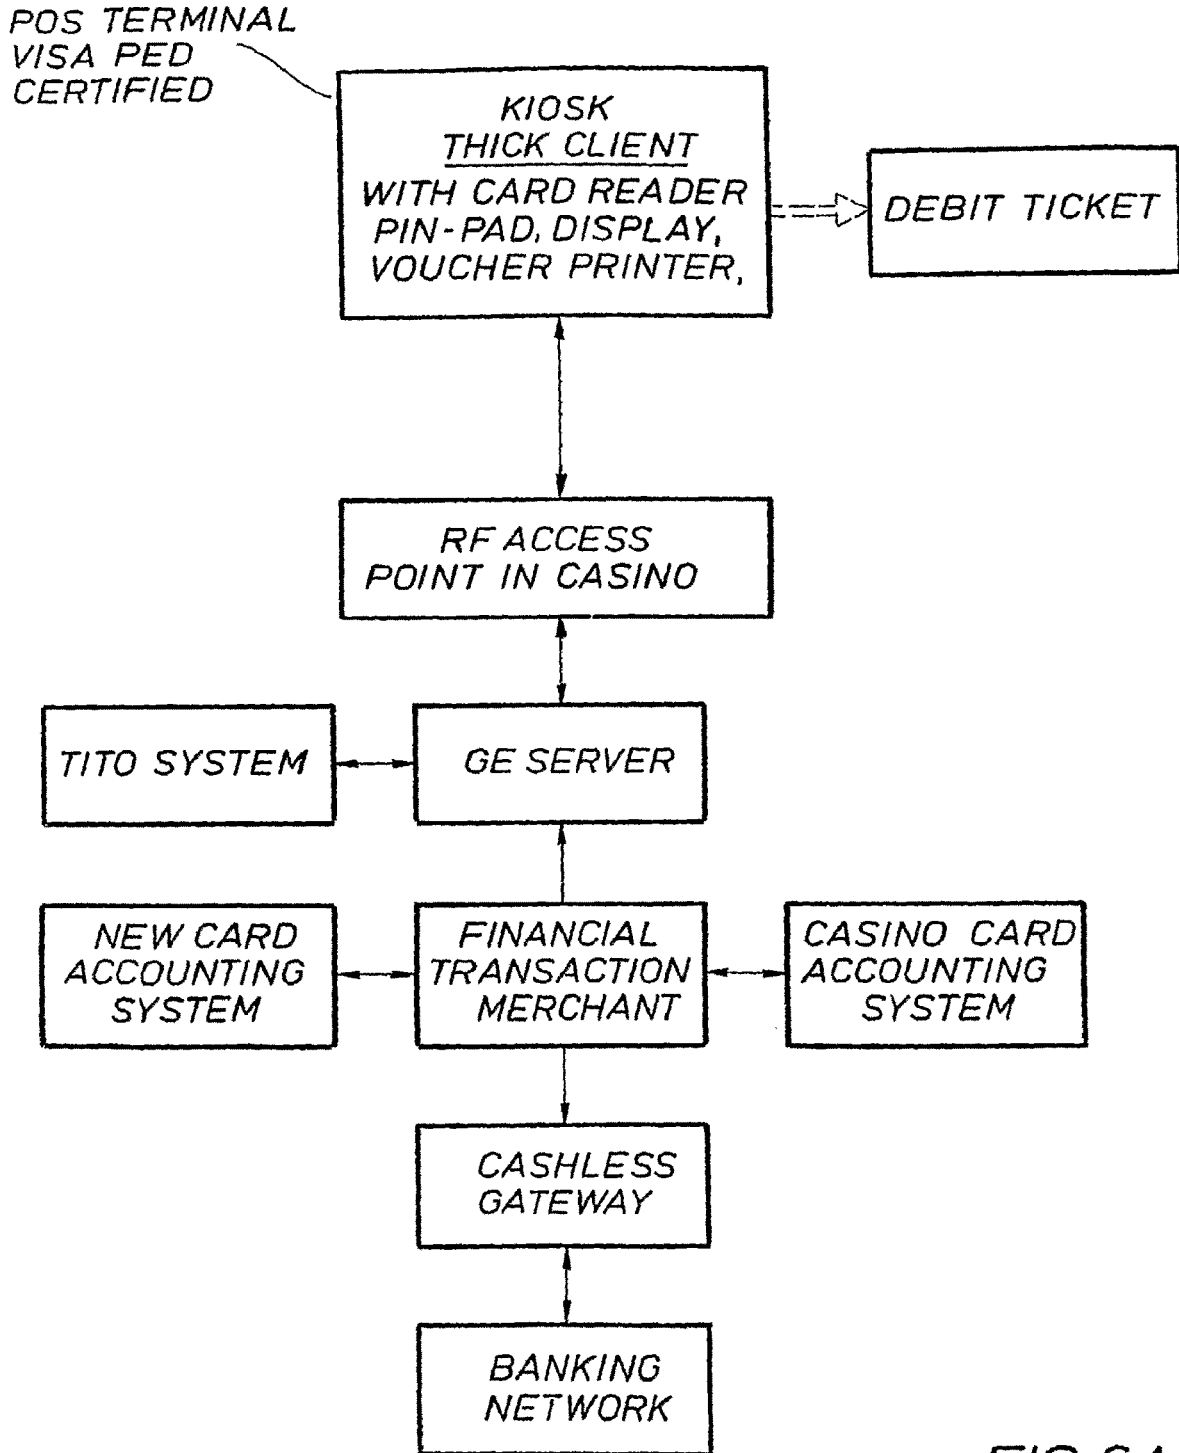 POS TERMINAL
VISA PED
CERTIFIED
KIOSK
THICK CLIENT
WITH CARD READER
PIN-PAD, DISPLAY,
VOUCHER PRINTER,
DEBIT TICKET
RF ACCESS
POINT IN CASINO
TITO SYSTEM
GE SERVER
NEW CARD
ACCOUNTING
SYSTEM
FINANCIAL
TRANSACTION
MERCHANT
CASINO CARD
ACCOUNTING
SYSTEM
CASHLESS
GATEWAY
BANKING
NETWORK